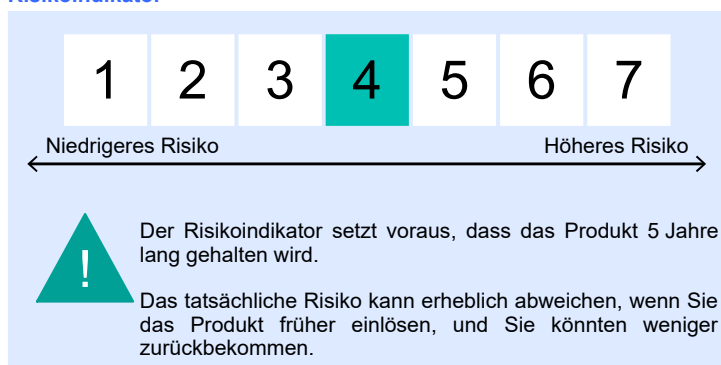 Risikoindikator
1 2 3 4 5 6 7
Niedrigeres Risiko Höheres Risiko
!
Der Risikoindikator setzt voraus, dass das Produkt 5 Jahre
lang gehalten wird.
Das tatsächliche Risiko kann erheblich abweichen, wenn Sie
das Produkt früher einlösen, und Sie könnten weniger
zurückbekommen.